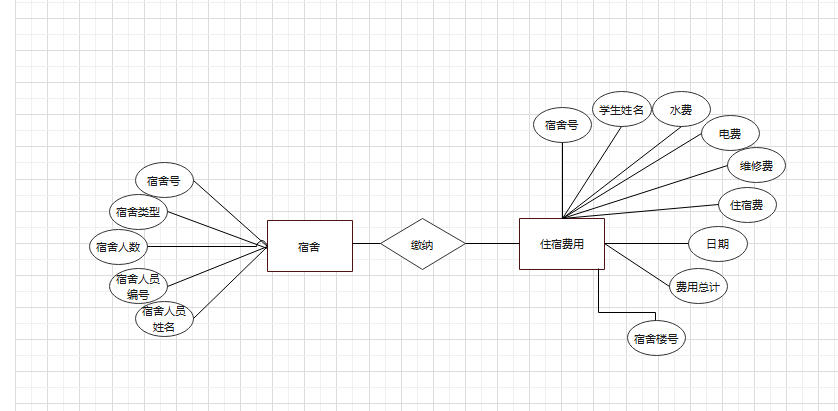 学生姓名
水费
宿舍号
电费
维修费
宿舍号
住宿费
宿舍类型
宿舍人数
宿舍
缴纳
住宿费用
日期
宿舍人员
编号
费用总计
宿舍人员
姓名
宿舍楼号